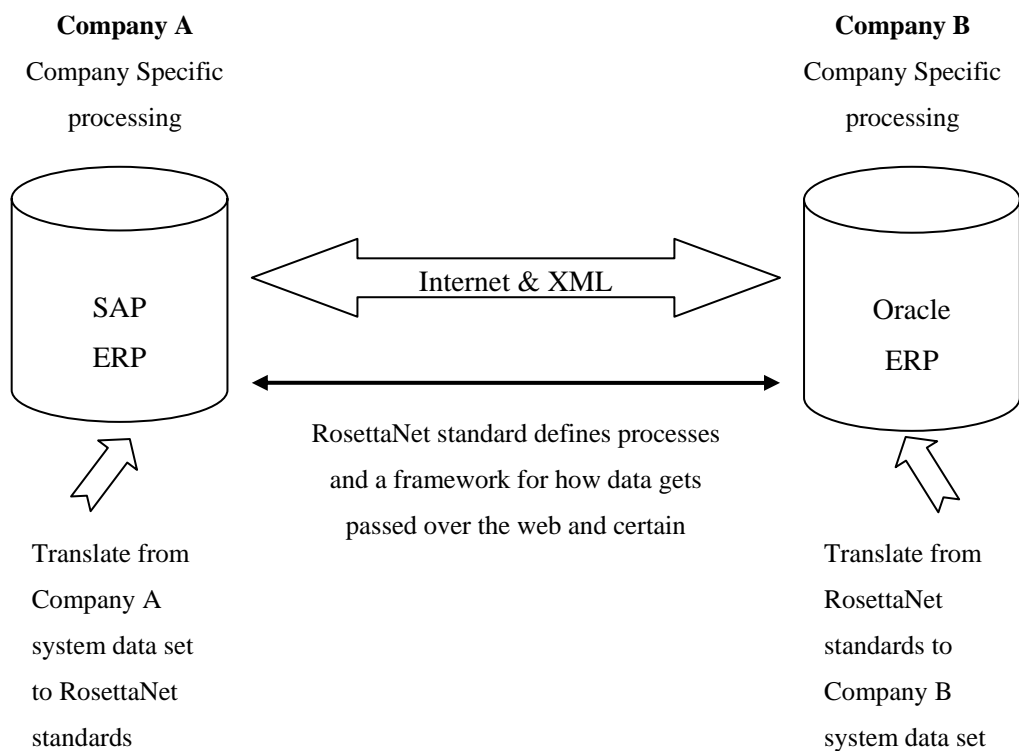 Company A
Company Specific
processing
Company B
Company Specific
processing
SAP
ERP
Internet & XML
Oracle
ERP
RosettaNet standard defines processes
and a framework for how data gets
passed over the web and certain
Translate from
Company A
system data set
to RosettaNet
standards
Translate from
RosettaNet
standards to
Company B
system data set